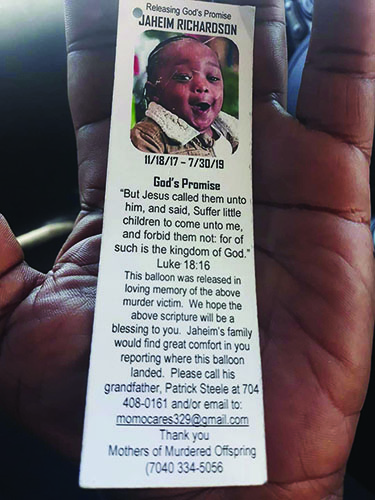 Releasing God's Promise
JAHEIM RICHARDSON
11/18/17 – 7/30/19
God's Promise
"But Jesus called them unto
him, and said, Suffer little
children to come unto me,
and forbid them not: for of
such is the kingdom of God."
Luke 18:16
This balloon was released in
loving memory of the above
murder victim. We hope the
above scripture will be a
blessing to you. Jaheim's family
would find great comfort in you
reporting where this balloon
landed. Please call his
grandfather, Patrick Steele at 704
408-0161 and/or email to:
momocares329@gmail.com
Thank you
Mothers of Murdered Offspring
(7040 334-5056